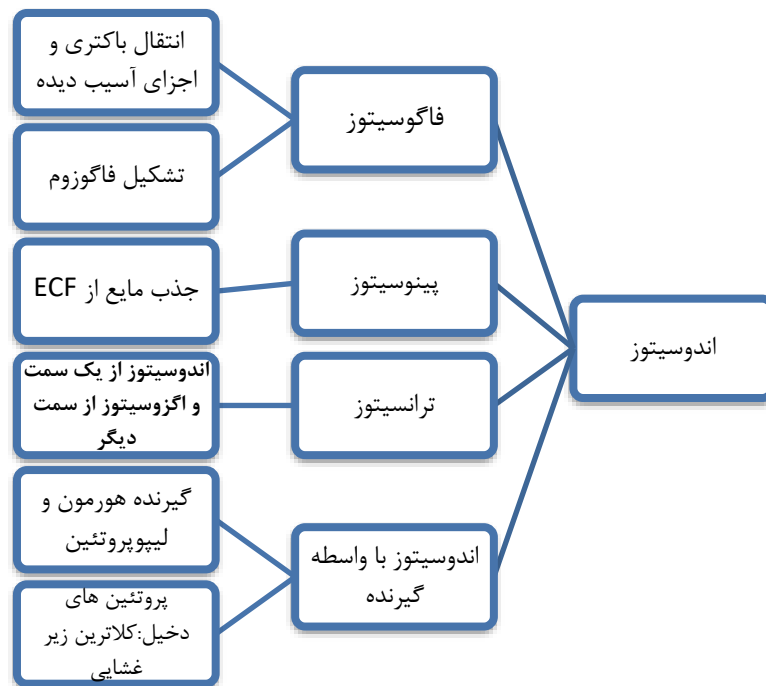 اندوسیتوز
فاگوسیتوز
انتقال باکتری و
اجزای آسیب دیده
تشکیل فاگوزوم
پینوسیتوز
جذب مایع از ECF
ترانسیتوز
اندوسیتوز از یک سمت
و اگزوسیتوز از سمت
دیگر
اندوسیتوز با واسطه
گیرنده
گیرنده هورمون و
لیپوپروتئین
پروتئین های
دخیل:کلاترین زیر
غشایی